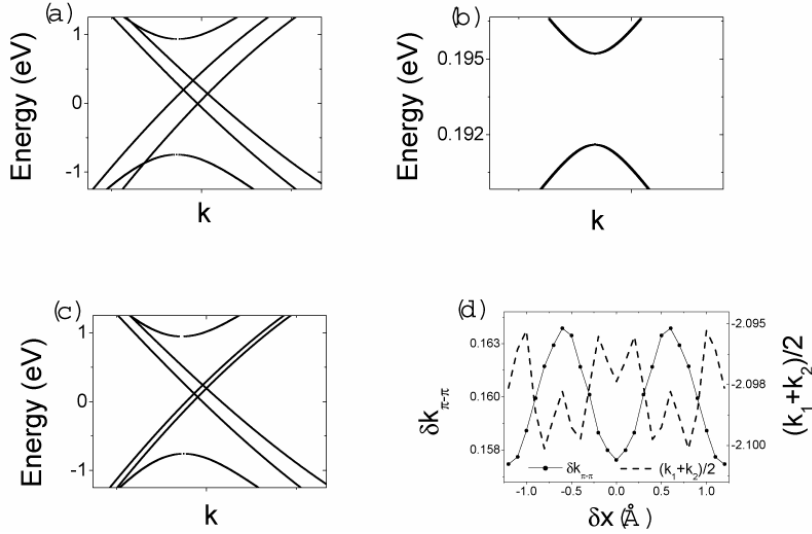 (a)
Energy (eV)
1
0
-1
k
(b)
Energy (eV)
0.195
0.192
k
(c)
Energy (eV)
1
0
-1
k
(d)
δk π-π
0.163
0.160
0.158
-2.095
-2.098
-2.100
(k1+k2)/2
δk π-π
(k1+k2)/2
-1.0 -0.5 0.0 0.5 1.0
δx (Å)